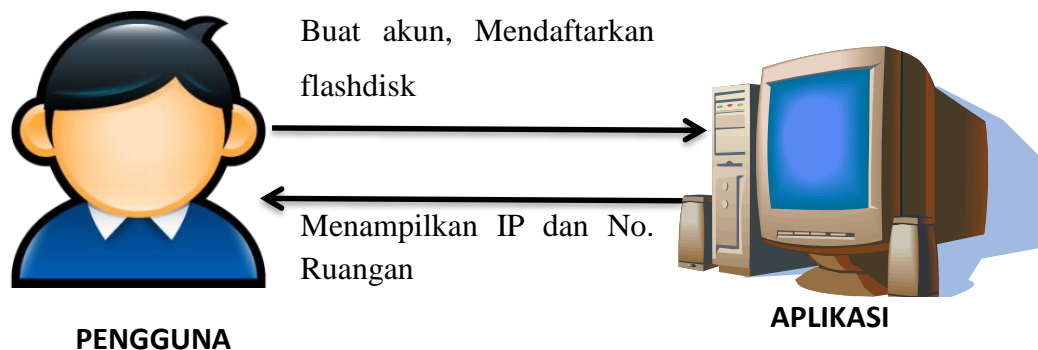 Buat akun, Mendaftarkan
flashdisk
Menampilkan IP dan No.
Ruangan
PENGGUNA
APLIKASI